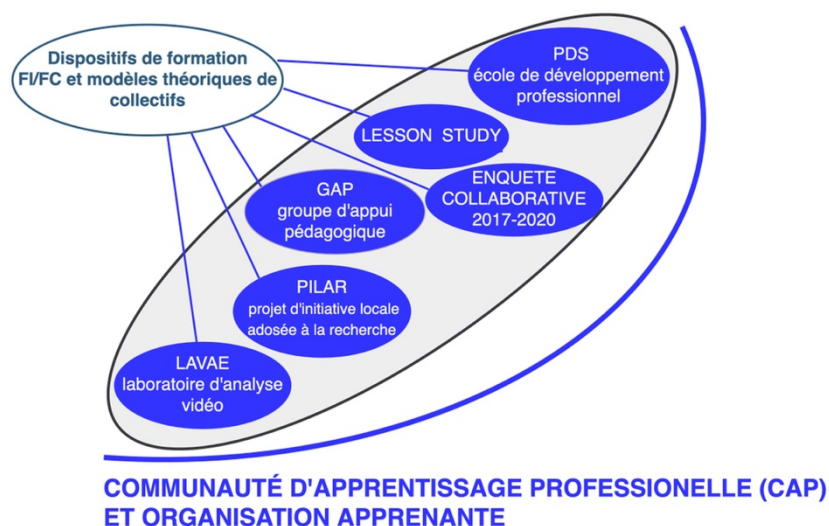 Dispositifs de formation
FI/FC et modèles théoriques de
collectifs
PDS
école de développement
professionnel
LESSON STUDY
ENQUETE
COLLABORATIVE
2017-2020
GAP
groupe d'appui
pédagogique
PILAR
projet d'initiative locale
adosée à la recherche
LAVAE
laboratoire d'analyse
vidéo
COMMUNAUTÉ D'APPRENTISSAGE PROFESSIONELLE (CAP)
ET ORGANISATION APPRENANTE